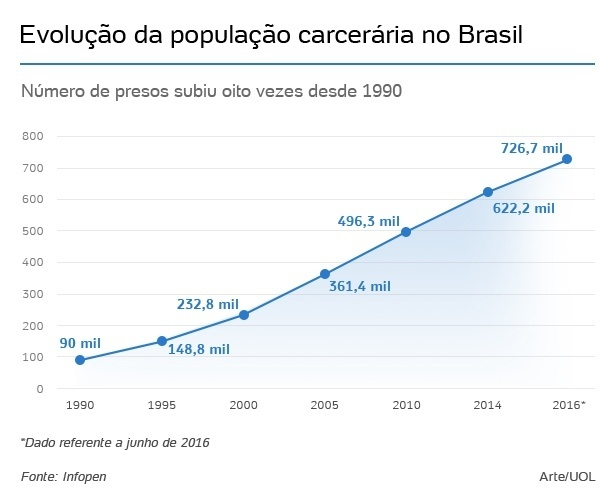 Evolução da população carcerária no Brasil
Número de presos subiu oito vezes desde 1990
800
726,7 mil
700
600
622,2 mil
500
496,3 mil
400
361,4 mil
300
232,8 mil
200
148,8 mil
90 mil
100
0
1990 1995 2000 2005 2010 2014 2016*
*Dado referente a junho de 2016
Fonte: Infopen Arte/UOL